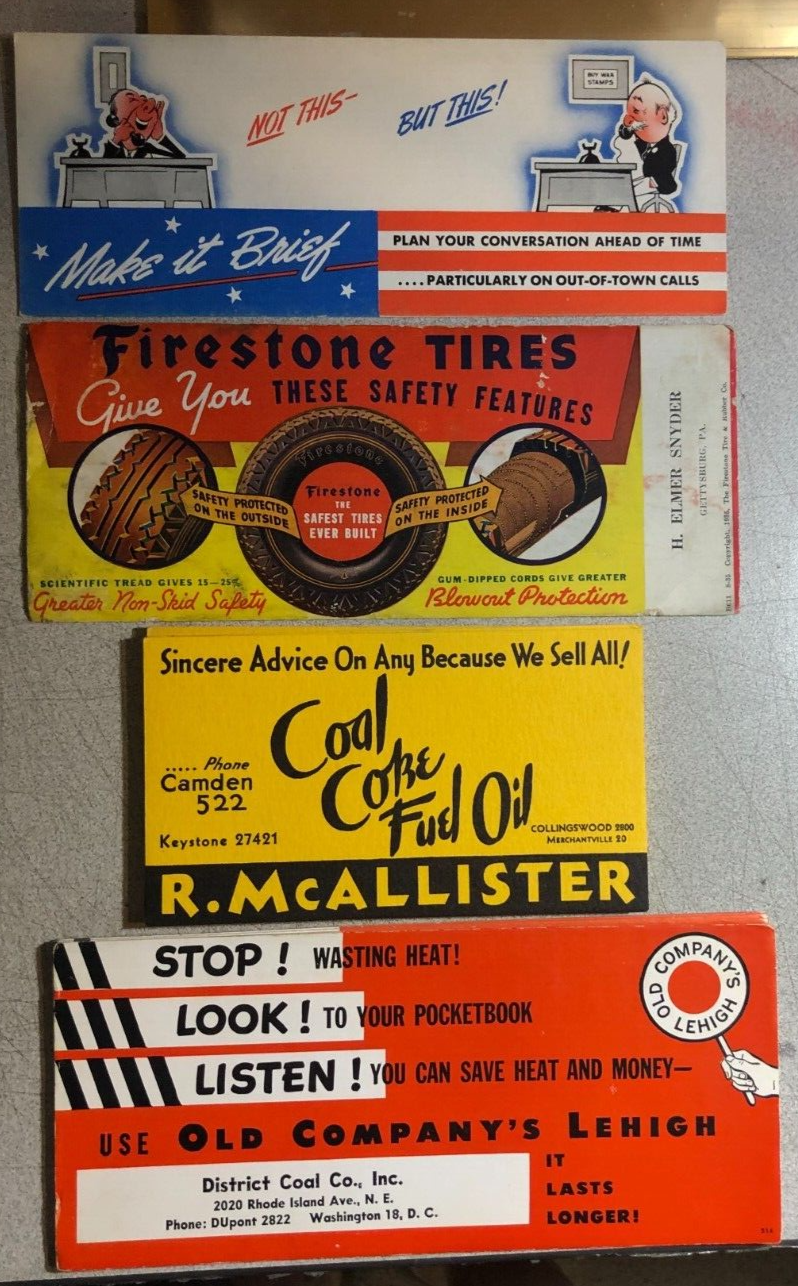 NOT THIS—
BUT THIS!
BUY WAR
STAMPS
Make it Brief
PLAN YOUR CONVERSATION AHEAD OF TIME
....PARTICULARLY ON OUT-OF-TOWN CALLS
Firestone TIRES
Give You THESE SAFETY FEATURES
Firestone
SAFETY PROTECTED
ON THE OUTSIDE
Firestone
THE
SAFEST TIRES
EVER BUILT
SAFETY PROTECTED
ON THE INSIDE
SCIENTIFIC TREAD GIVES 15—25%
Greater Non-Skid Safety
GUM-DIPPED CORDS GIVE GREATER
Blowout Protection
H. ELMER SNYDER
GETTYSBURG, PA.
Copyright, The Firestone Tire & Rubber Co.
Sincere Advice On Any Because We Sell All!
Coal
Coke
Fuel Oil
..... Phone
Camden
522
Keystone 27421
COLLINGSWOOD 2800
MERCHANTVILLE 20
R. MCALLISTER
STOP! WASTING HEAT!
LOOK! TO YOUR POCKETBOOK
LISTEN! YOU CAN SAVE HEAT AND MONEY—
OLD COMPANY'S
LEHIGH
USE OLD COMPANY'S LEHIGH
IT
LASTS
LONGER!
District Coal Co., Inc.
2020 Rhode Island Ave., N. E.
Phone: DUpont 2822 Washington 18, D. C.